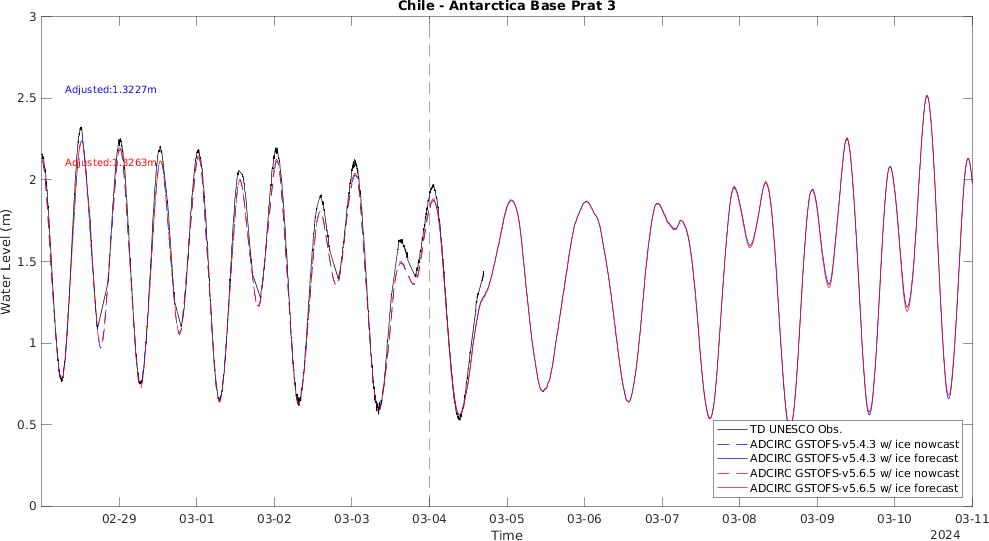 Chile - Antarctica Base Prat 3
3
2.5
2
1.5
1
0.5
0
Water Level (m)
Adjusted:1.3227m
Adjusted:1.3263m
02-29
03-01
03-02
03-03
03-04
03-05
03-06
03-07
03-08
03-09
03-10
03-11
Time
2024
TD UNESCO Obs.
ADCIRC GSTOFS-v5.4.3 w/ ice nowcast
ADCIRC GSTOFS-v5.4.3 w/ ice forecast
ADCIRC GSTOFS-v5.6.5 w/ ice nowcast
ADCIRC GSTOFS-v5.6.5 w/ ice forecast